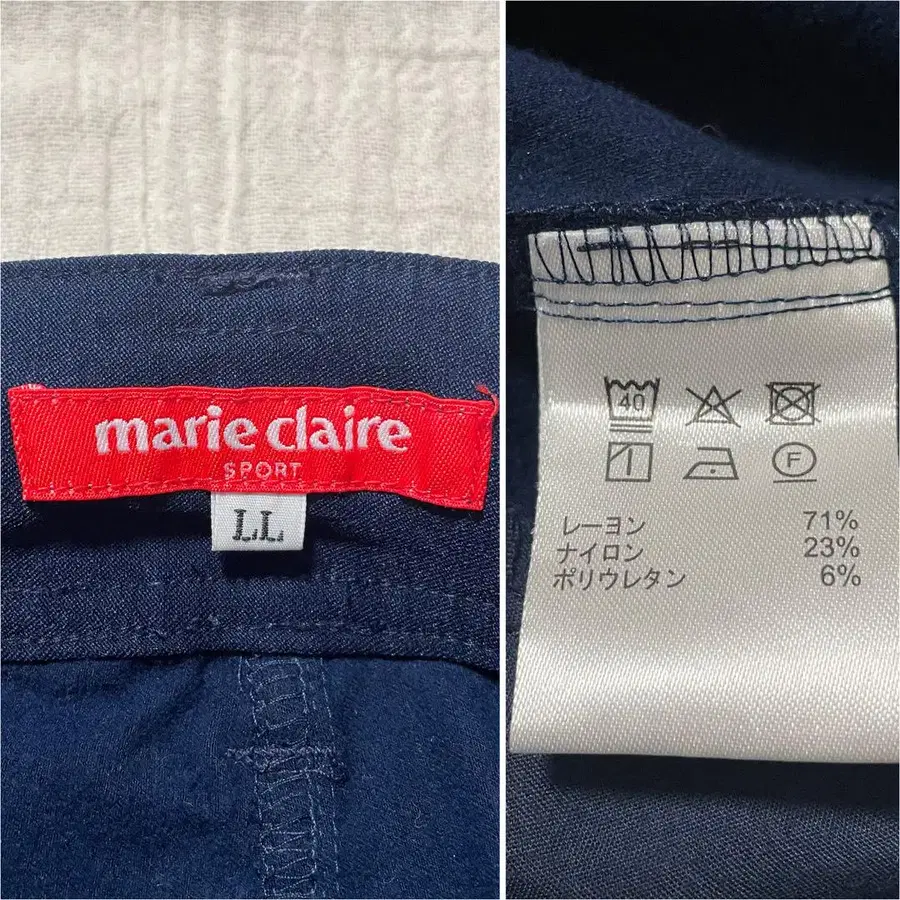 marie claire
SPORT
LL
40
F
レーヨン 71%
ナイロン 23%
ポリウレタン 6%